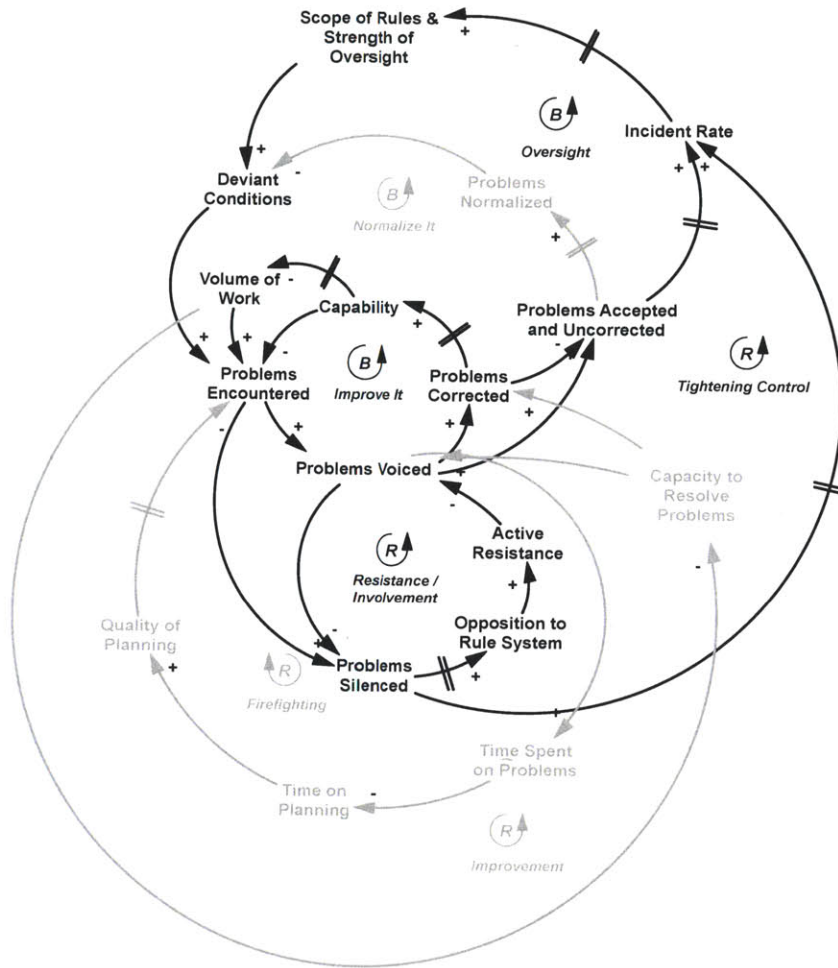 Scope of Rules &
Strength of
Oversight
+
B
Oversight
Incident Rate
+
+
+
Deviant
Conditions
-
B
Normalize It
Problems
Normalized
+
Volume of
Work
-
Capability
+
Problems Accepted
and Uncorrected
-
+
+
+
-
Problems
Encountered
B
Improve It
Problems
Corrected
R
Tightening Control
-
+
+
+
Problems Voiced
+
-
Capacity to
Resolve
Problems
-
Active
Resistance
R
Resistance /
Involvement
+
Quality of
Planning
+
-
+
Opposition to
Rule System
+
Problems
Silenced
R
Firefighting
+
Time Spent
on Problems
-
Time on
Planning
-
R
Improvement